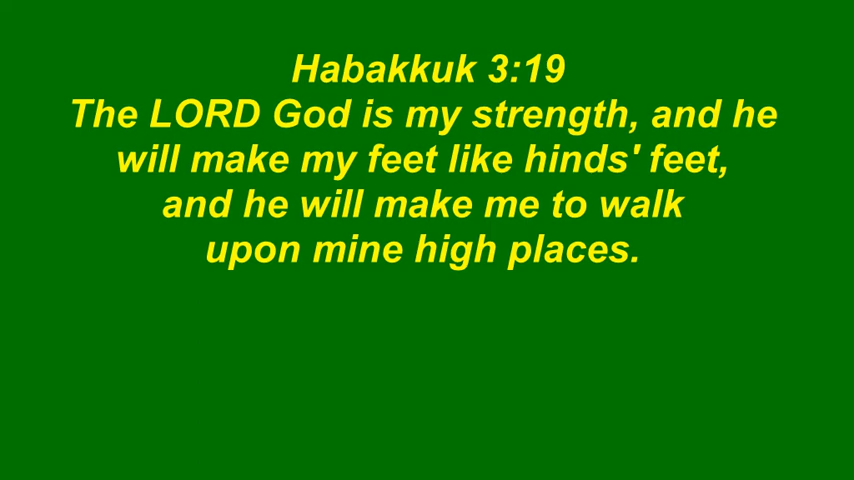 Habakkuk 3:19
The LORD God is my strength, and he
will make my feet like hinds' feet,
and he will make me to walk
upon mine high places.